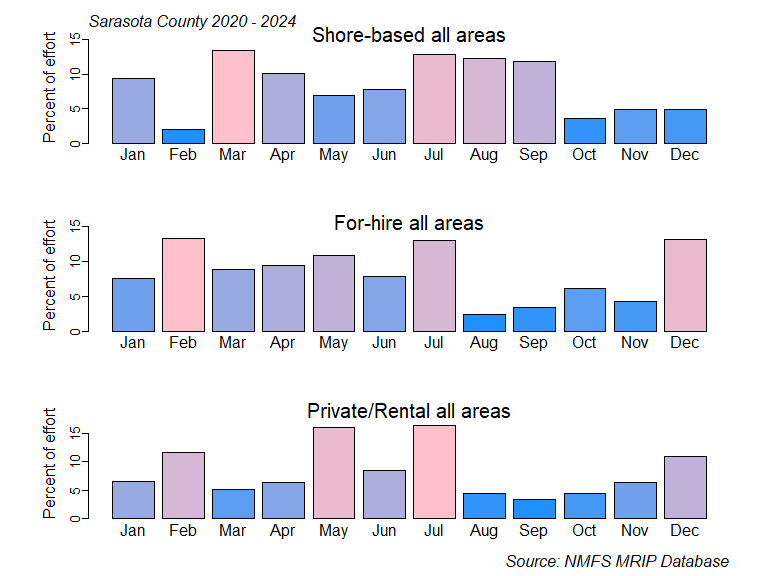 Sarasota County 2020 - 2024
Shore-based all areas
Percent of effort
15
10
5
0
Jan Feb Mar Apr May Jun Jul Aug Sep Oct Nov Dec
For-hire all areas
Percent of effort
15
10
5
0
Jan Feb Mar Apr May Jun Jul Aug Sep Oct Nov Dec
Private/Rental all areas
Percent of effort
15
10
5
0
Jan Feb Mar Apr May Jun Jul Aug Sep Oct Nov Dec
Source: NMFS MRIP Database